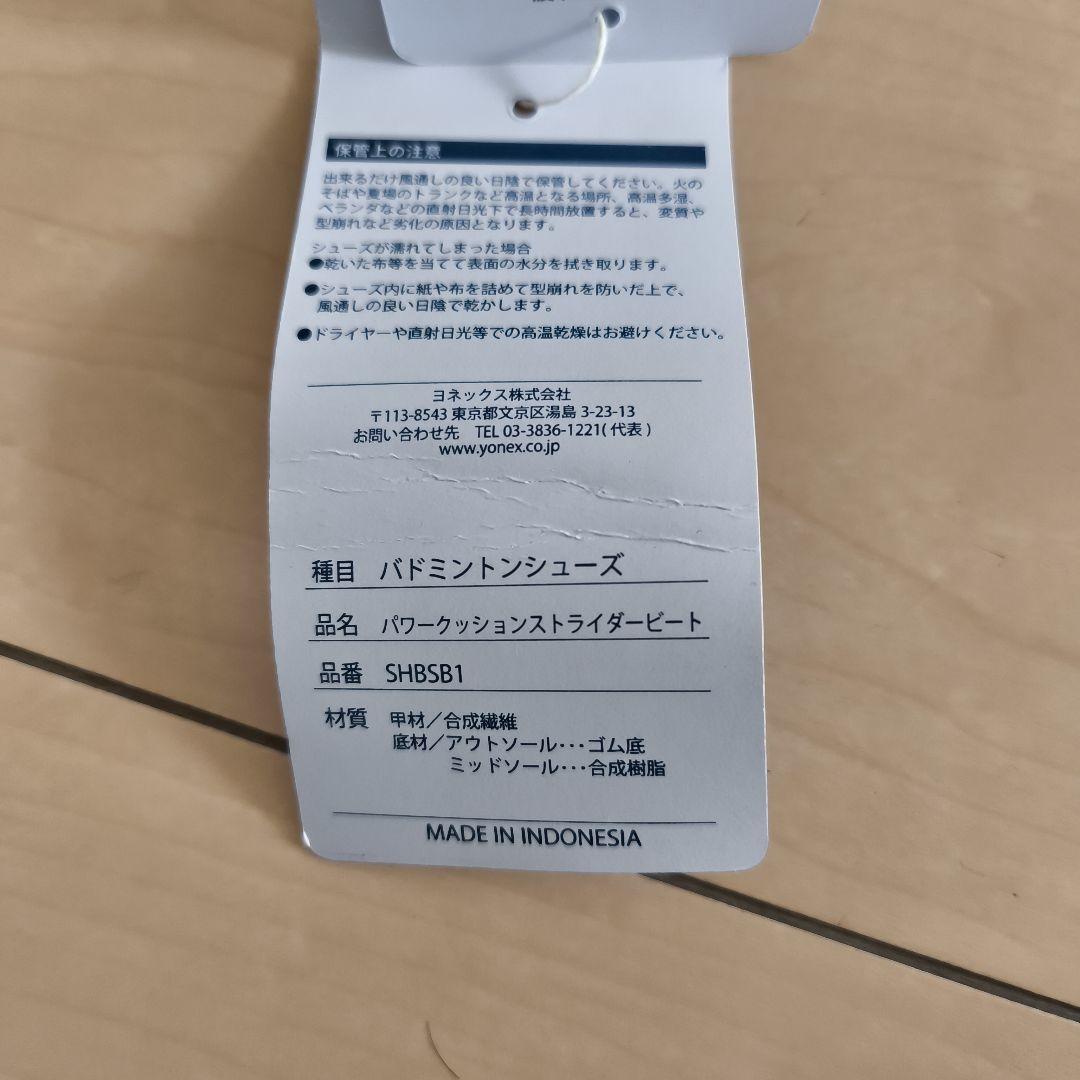 保管上の注意
出来るだけ風通しの良い日陰で保管してください。火の
そばや夏場のトランクなど高温となる場所、高温多湿、
ベランダなどの直射日光下で長時間放置すると、変質や
型崩れなど劣化の原因となります。
シューズが濡れてしまった場合
●乾いた布等を当てて表面の水分を拭き取ります。
●シューズ内に紙や布を詰めて型崩れを防いだ上で、
風通しの良い日陰で乾かします。
●ドライヤーや直射日光等での高温乾燥はお避けください。
ヨネックス株式会社
〒113-8543 東京都文京区湯島 3-23-13
お問い合わせ先 TEL 03-3836-1221(代表)
www.yonex.co.jp
種目 バドミントンシューズ
品名 パワークッションストライダービート
品番 SHBSB1
材質 甲材/合成繊維
底材/アウトソール・・・ゴム底
ミッドソール・・・合成樹脂
MADE IN INDONESIA